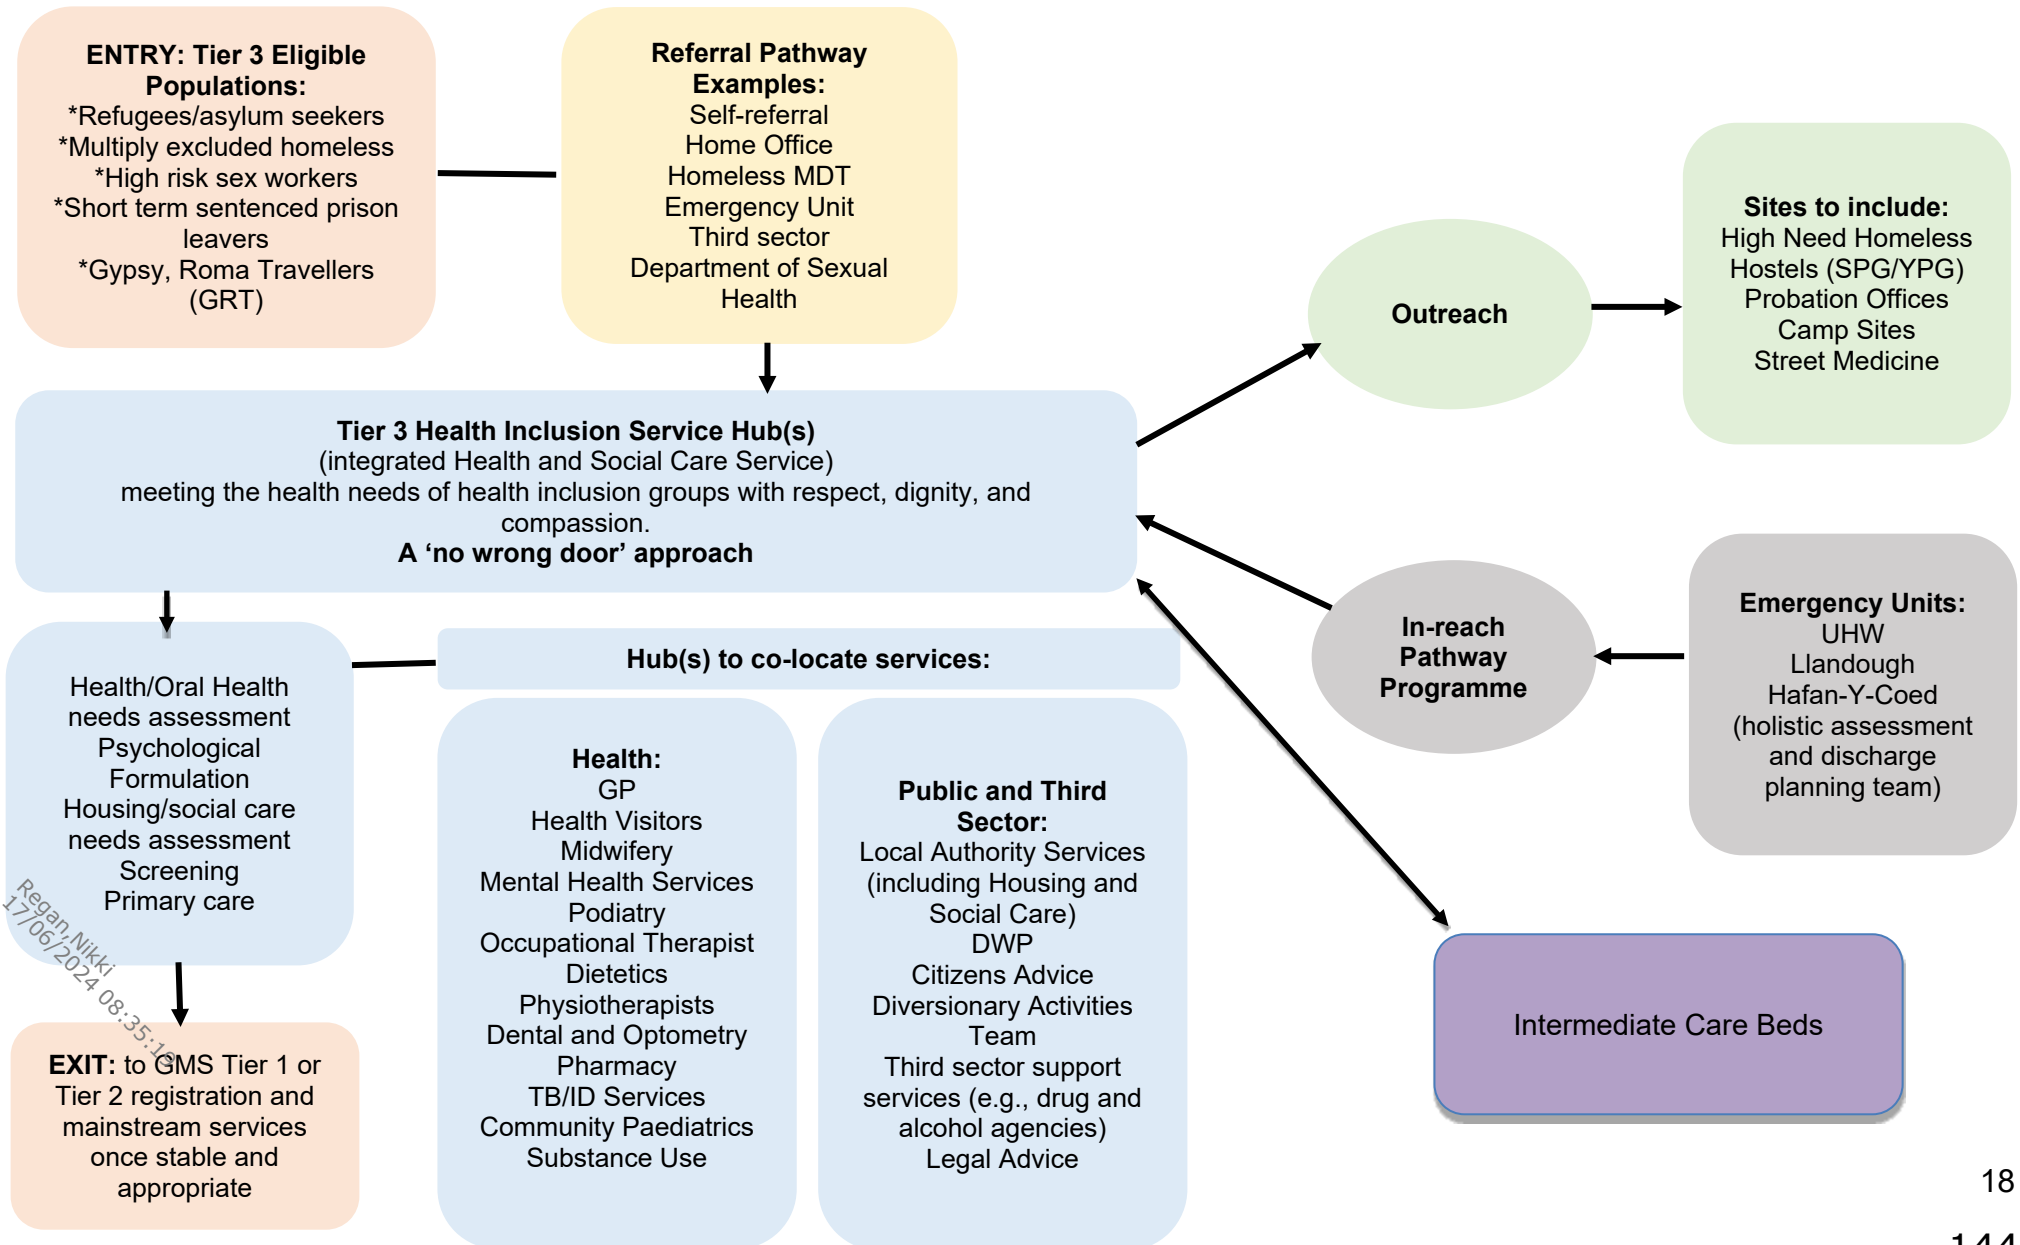 ENTRY: Tier 3 Eligible
Populations:
*Refugees/asylum seekers
*Multiply excluded homeless
*High risk sex workers
*Short term sentenced prison
leavers
*Gypsy, Roma Travellers
(GRT)
Referral Pathway
Examples:
Self-referral
Home Office
Homeless MDT
Emergency Unit
Third sector
Department of Sexual
Health
Outreach
Sites to include:
High Need Homeless
Hostels (SPG/YPG)
Probation Offices
Camp Sites
Street Medicine
Tier 3 Health Inclusion Service Hub(s)
(integrated Health and Social Care Service)
meeting the health needs of health inclusion groups with respect, dignity, and
compassion.
A ‘no wrong door’ approach
In-reach
Pathway
Programme
Emergency Units:
UHW
Llandough
Hafan-Y-Coed
(holistic assessment
and discharge
planning team)
Health/Oral Health
needs assessment
Psychological
Formulation
Housing/social care
needs assessment
Screening
Primary care
Hub(s) to co-locate services:
Health:
GP
Health Visitors
Midwifery
Mental Health Services
Podiatry
Occupational Therapist
Dietetics
Physiotherapists
Dental and Optometry
Pharmacy
TB/ID Services
Community Paediatrics
Substance Use
Public and Third
Sector:
Local Authority Services
(including Housing and
Social Care)
DWP
Citizens Advice
Diversionary Activities
Team
Third sector support
services (e.g., drug and
alcohol agencies)
Legal Advice
Intermediate Care Beds
EXIT: to GMS Tier 1 or
Tier 2 registration and
mainstream services
once stable and
appropriate
Regan,Nikki
17/06/2024 08:35:19
18
144